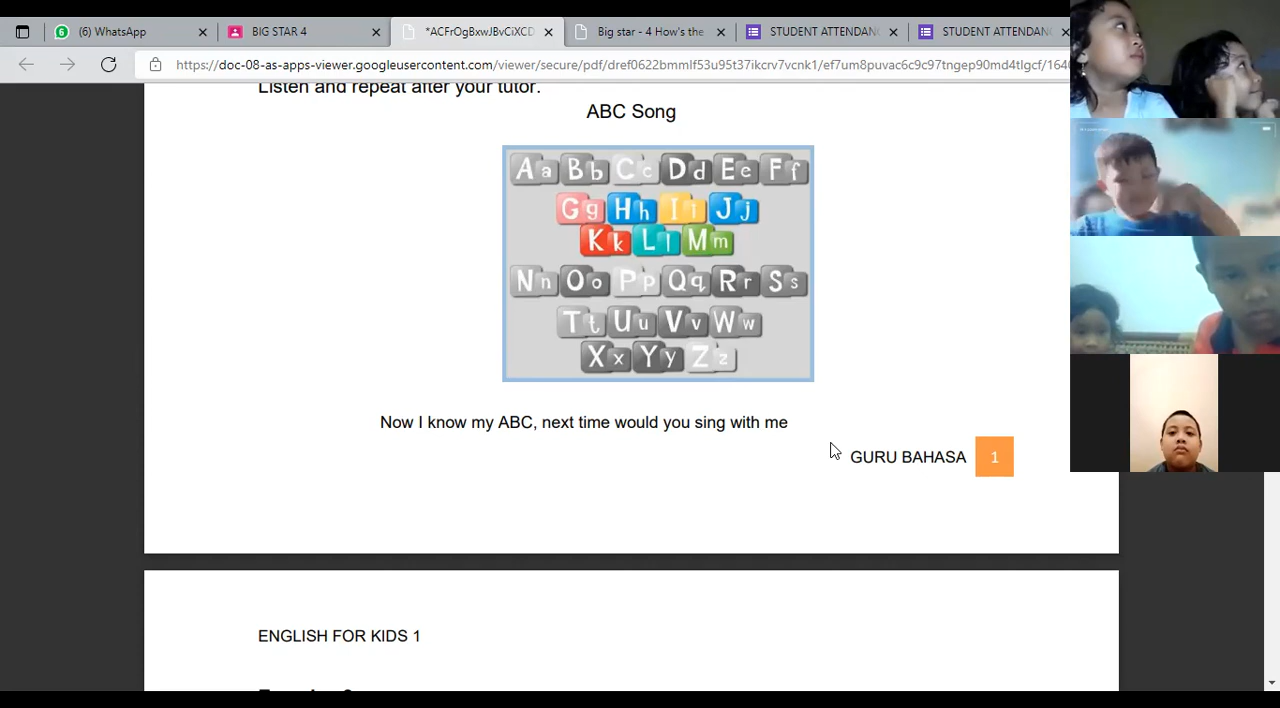 (6) WhatsApp
BIG STAR 4
*ACFrOgBxwJBvCiXCD
Big star - 4 How's the
STUDENT ATTENDAN
STUDENT ATTENDAN
https://doc-08-as-apps-viewer.googleusercontent.com/viewer/secure/pdf/dref0622bmmlf53u95t37ikcrv7vcnk1/ef7um8puvac6c9c97tngep90md4tlgcf/1640
Listen and repeat after your tutor.
ABC Song
Aa Bb Cc Dd Ee Ff
Gg Hh Ii Jj
Kk Ll Mm
Nn Oo Pp Qq Rr Ss
Tt Uu Vv Ww
Xx Yy Zz
Now I know my ABC, next time would you sing with me
GURU BAHASA 1
ENGLISH FOR KIDS 1